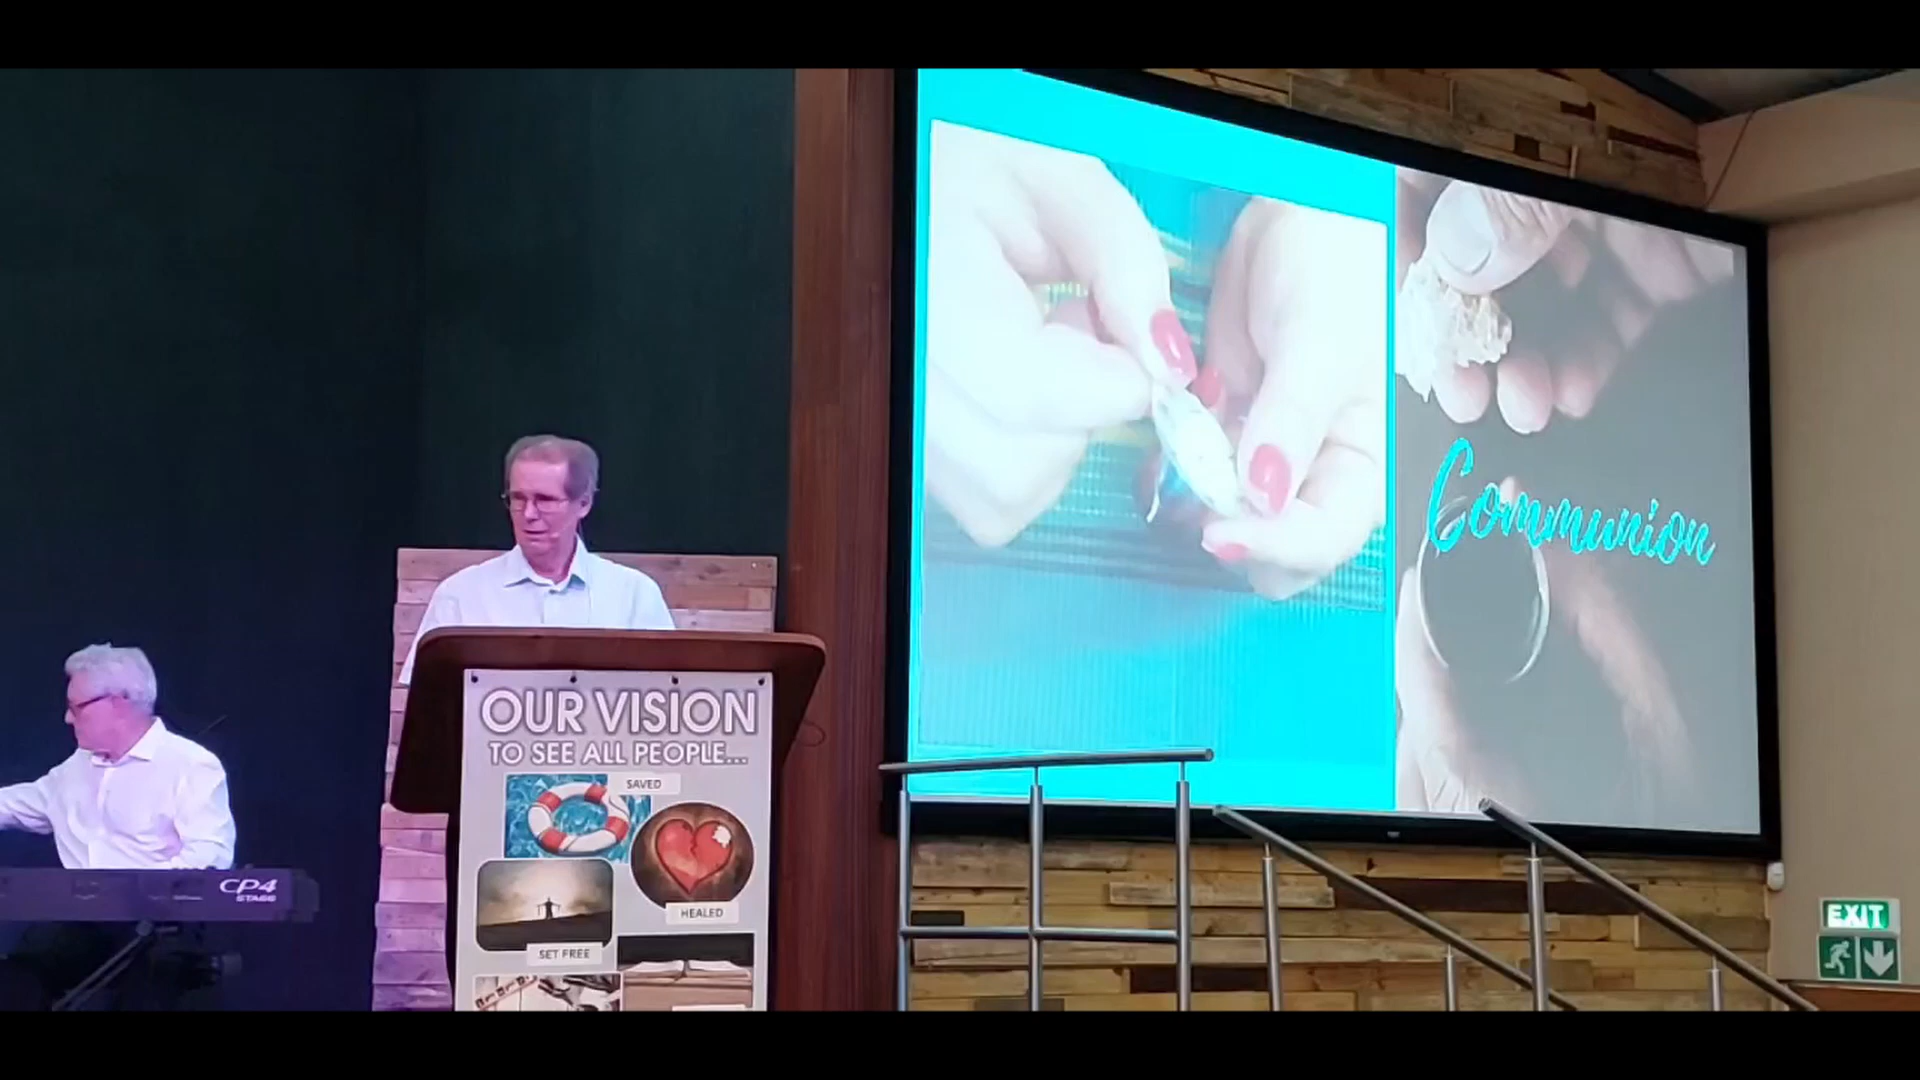 Communion
OUR VISION
TO SEE ALL PEOPLE...
SAVED
HEALED
SET FREE
CP4
STAGE
EXIT